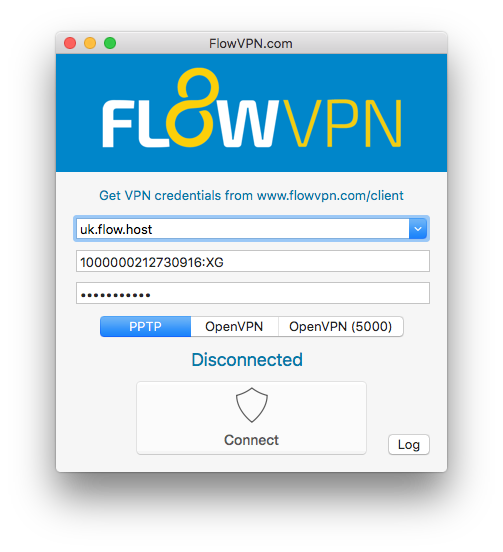 FlowVPN.com
FL8WVPN
Get VPN credentials from www.flowvpn.com/client
uk.flow.host
1000000212730916:XG
•••••••••••
PPTP OpenVPN OpenVPN (5000)
Disconnected
Connect
Log